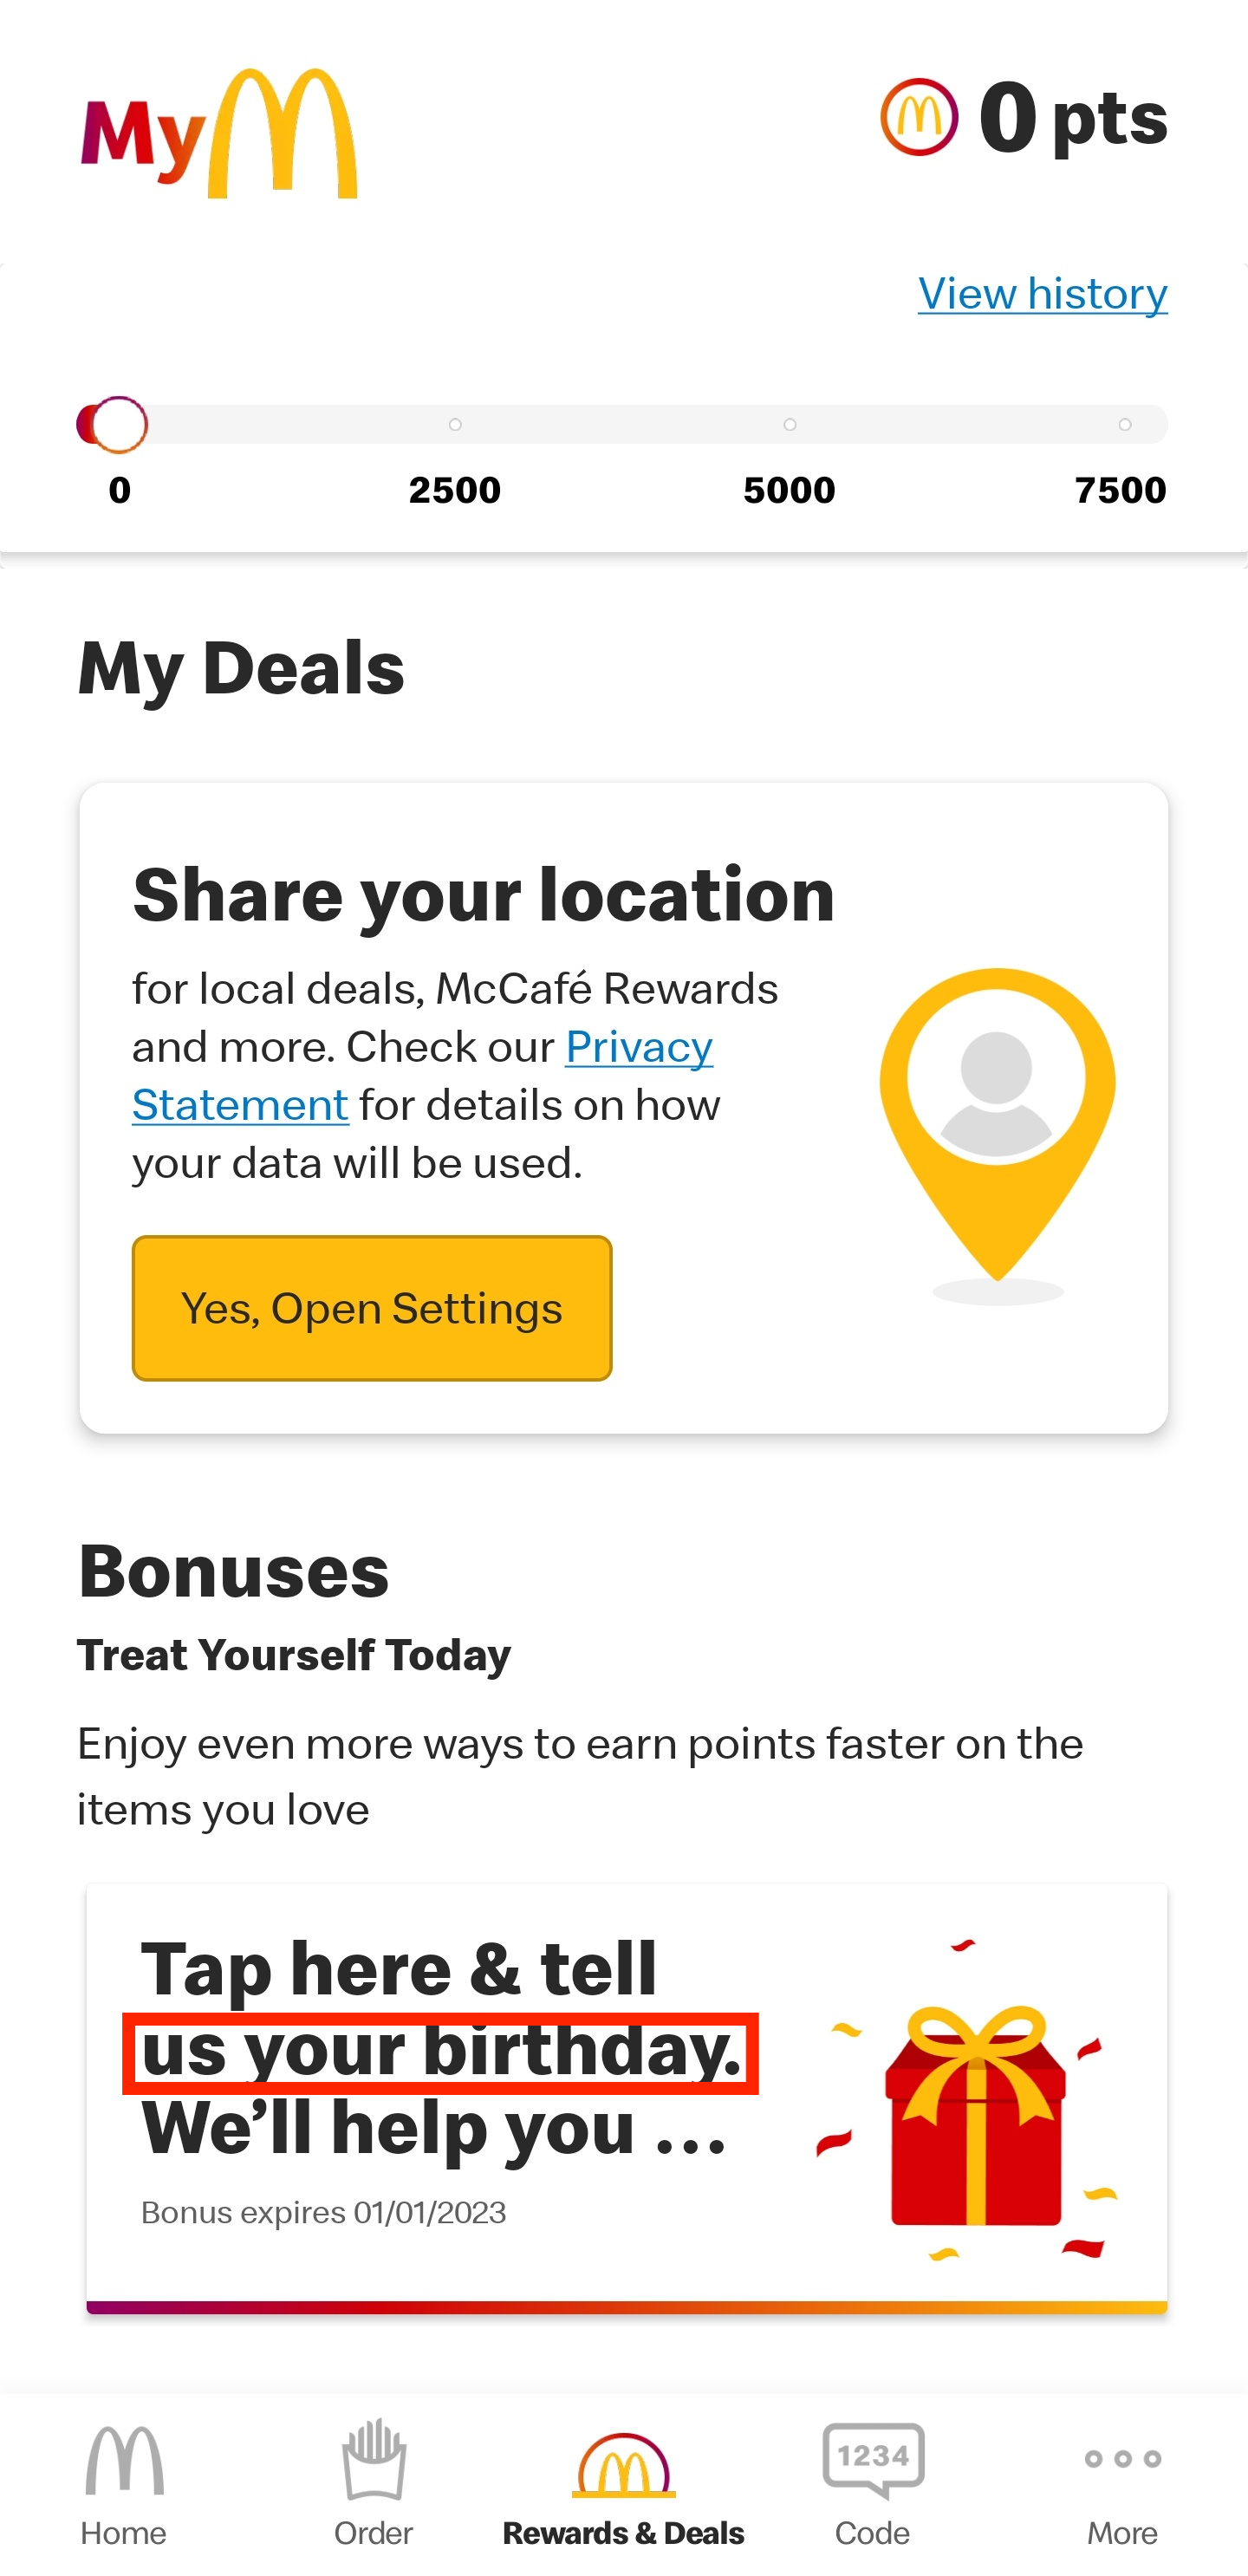 My
0 pts
View history
0 2500 5000 7500
My Deals
Share your location
for local deals, McCafé Rewards
and more. Check our Privacy
Statement for details on how
your data will be used.
Yes, Open Settings
Bonuses
Treat Yourself Today
Enjoy even more ways to earn points faster on the
items you love
Tap here & tell
us your birthday.
We’ll help you ...
Bonus expires 01/01/2023
1234
Home Order Rewards & Deals Code More